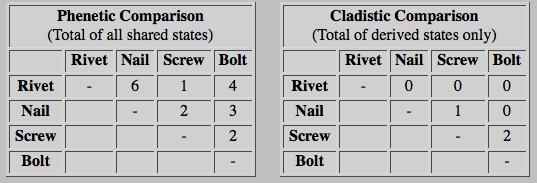 Phenetic Comparison
(Total of all shared states)
Rivet Nail Screw Bolt
Rivet - 6 1 4
Nail - 2 3
Screw - 2
Bolt -
Cladistic Comparison
(Total of derived states only)
Rivet Nail Screw Bolt
Rivet - 0 0 0
Nail - 1 0
Screw - 2
Bolt -